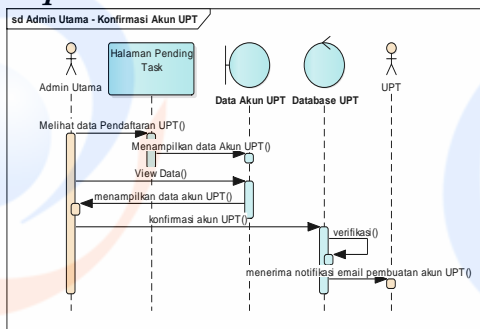 sd Admin Utama - Konfirmasi Akun UPT
Halaman Pending
Task
Admin Utama
Data Akun UPT
Database UPT
UPT
Melihat data Pendaftaran UPT()
Menampilkan data Akun UPT()
View Data()
menampilkan data akun UPT()
konfirmasi akun UPT()
verifikasi()
menerima notifikasi email pembuatan akun UPT()